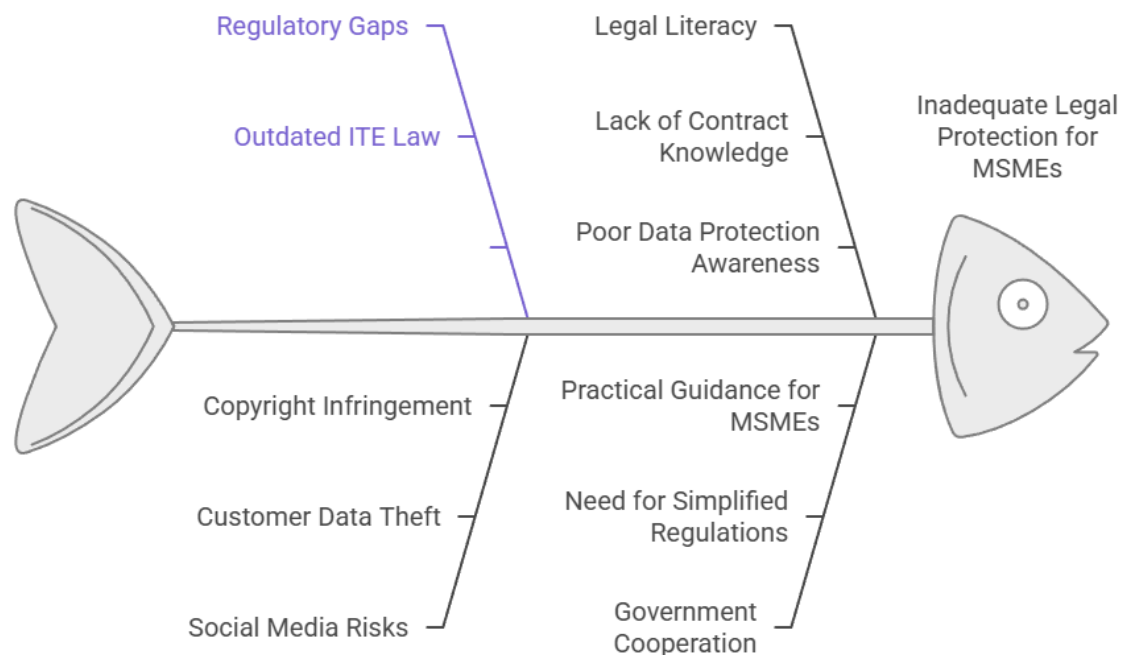 Regulatory Gaps
Outdated ITE Law
Legal Literacy
Lack of Contract
Knowledge
Poor Data Protection
Awareness
Inadequate Legal
Protection for
MSMEs
Copyright Infringement
Customer Data Theft
Social Media Risks
Practical Guidance for
MSMEs
Need for Simplified
Regulations
Government
Cooperation